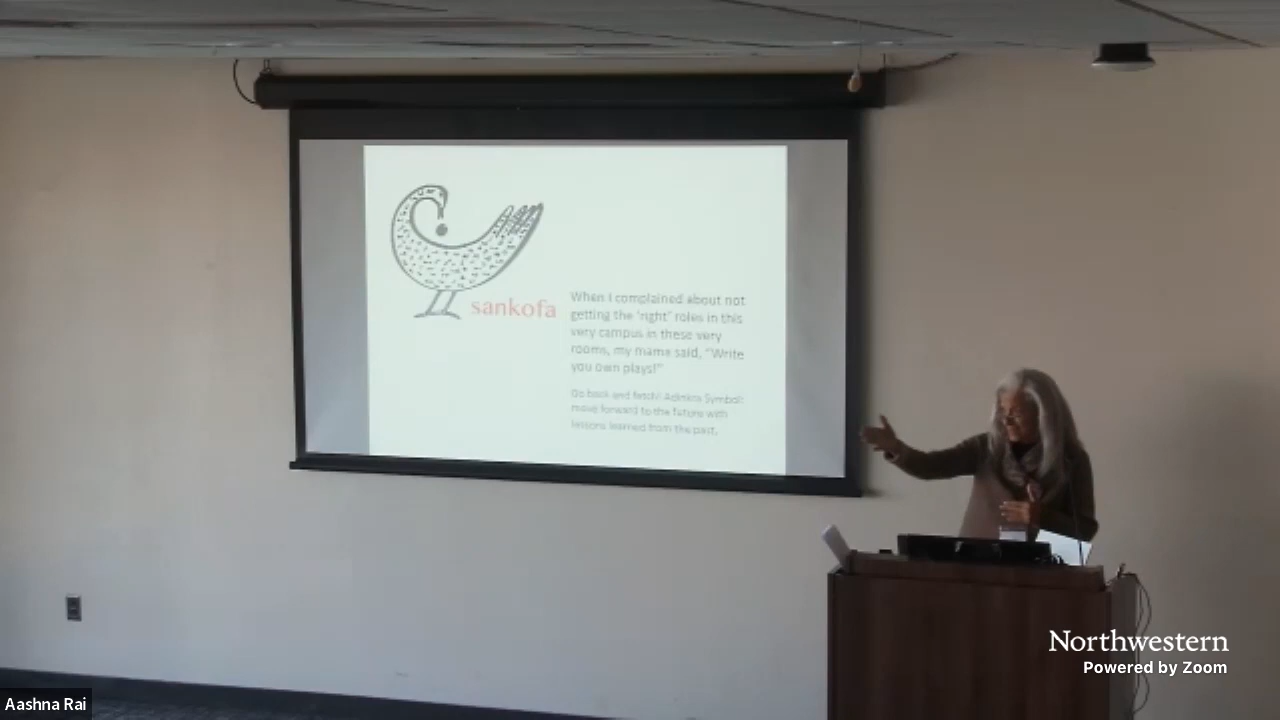 sankofa
When I complained about not
getting the 'right' roles in this
very campus in these very
rooms, my mama said, "Write
you own plays!"
Go back and fetch! Adinkra Symbol:
move forward to the future with
lessons learned from the past.
Northwestern
Powered by Zoom
Aashna Rai